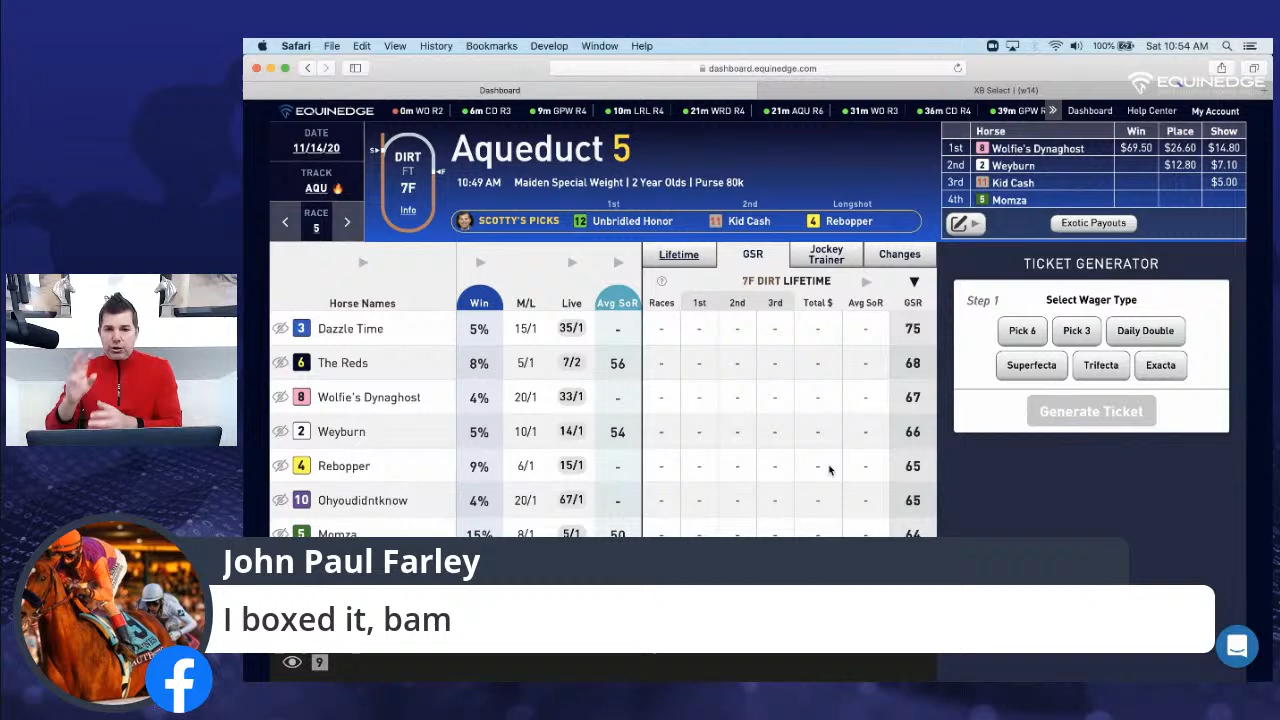 Safari File Edit View History Bookmarks Develop Window Help 100% Sat 10:54 AM
dashboard.equinedge.com
EQUINEDGE
Dashboard XB Select | (w14)
EQUINEDGE 0m WO R2 6m CD R3 9m GPW R4 10m LRL R4 21m WRD R4 21m AQU R6 31m WO R3 36m CD R4 39m GPW R Dashboard Help Center My Account
DATE
11/14/20
TRACK
AQU
RACE
5
S
DIRT
FT
7F
F
Info
Aqueduct 5
10:49 AM Maiden Special Weight | 2 Year Olds | Purse 80k
1st 2nd Longshot
SCOTTY'S PICKS 12 Unbridled Honor 11 Kid Cash 4 Rebopper
Horse Win Place Show
1st 8 Wolfie's Dynaghost $69.50 $26.60 $14.80
2nd 2 Weyburn $12.80 $7.10
3rd 11 Kid Cash $5.00
4th 5 Momza
Exotic Payouts
Lifetime GSR Jockey Trainer Changes
7F DIRT LIFETIME
Horse Names Win M/L Live Avg SoR Races 1st 2nd 3rd Total $ Avg SoR GSR
3 Dazzle Time 5% 15/1 35/1 - - - - - - - 75
6 The Reds 8% 5/1 7/2 56 - - - - - - 68
8 Wolfie's Dynaghost 4% 20/1 33/1 - - - - - - - 67
2 Weyburn 5% 10/1 14/1 54 - - - - - - 66
4 Rebopper 9% 6/1 15/1 - - - - - - - 65
10 Ohyoudidntknow 4% 20/1 67/1 - - - - - - - 65
5 Momza 15% 8/1 5/1 50 - - - - - - 64
TICKET GENERATOR
Step 1 Select Wager Type
Pick 6 Pick 3 Daily Double
Superfecta Trifecta Exacta
Generate Ticket
John Paul Farley
I boxed it, bam
9